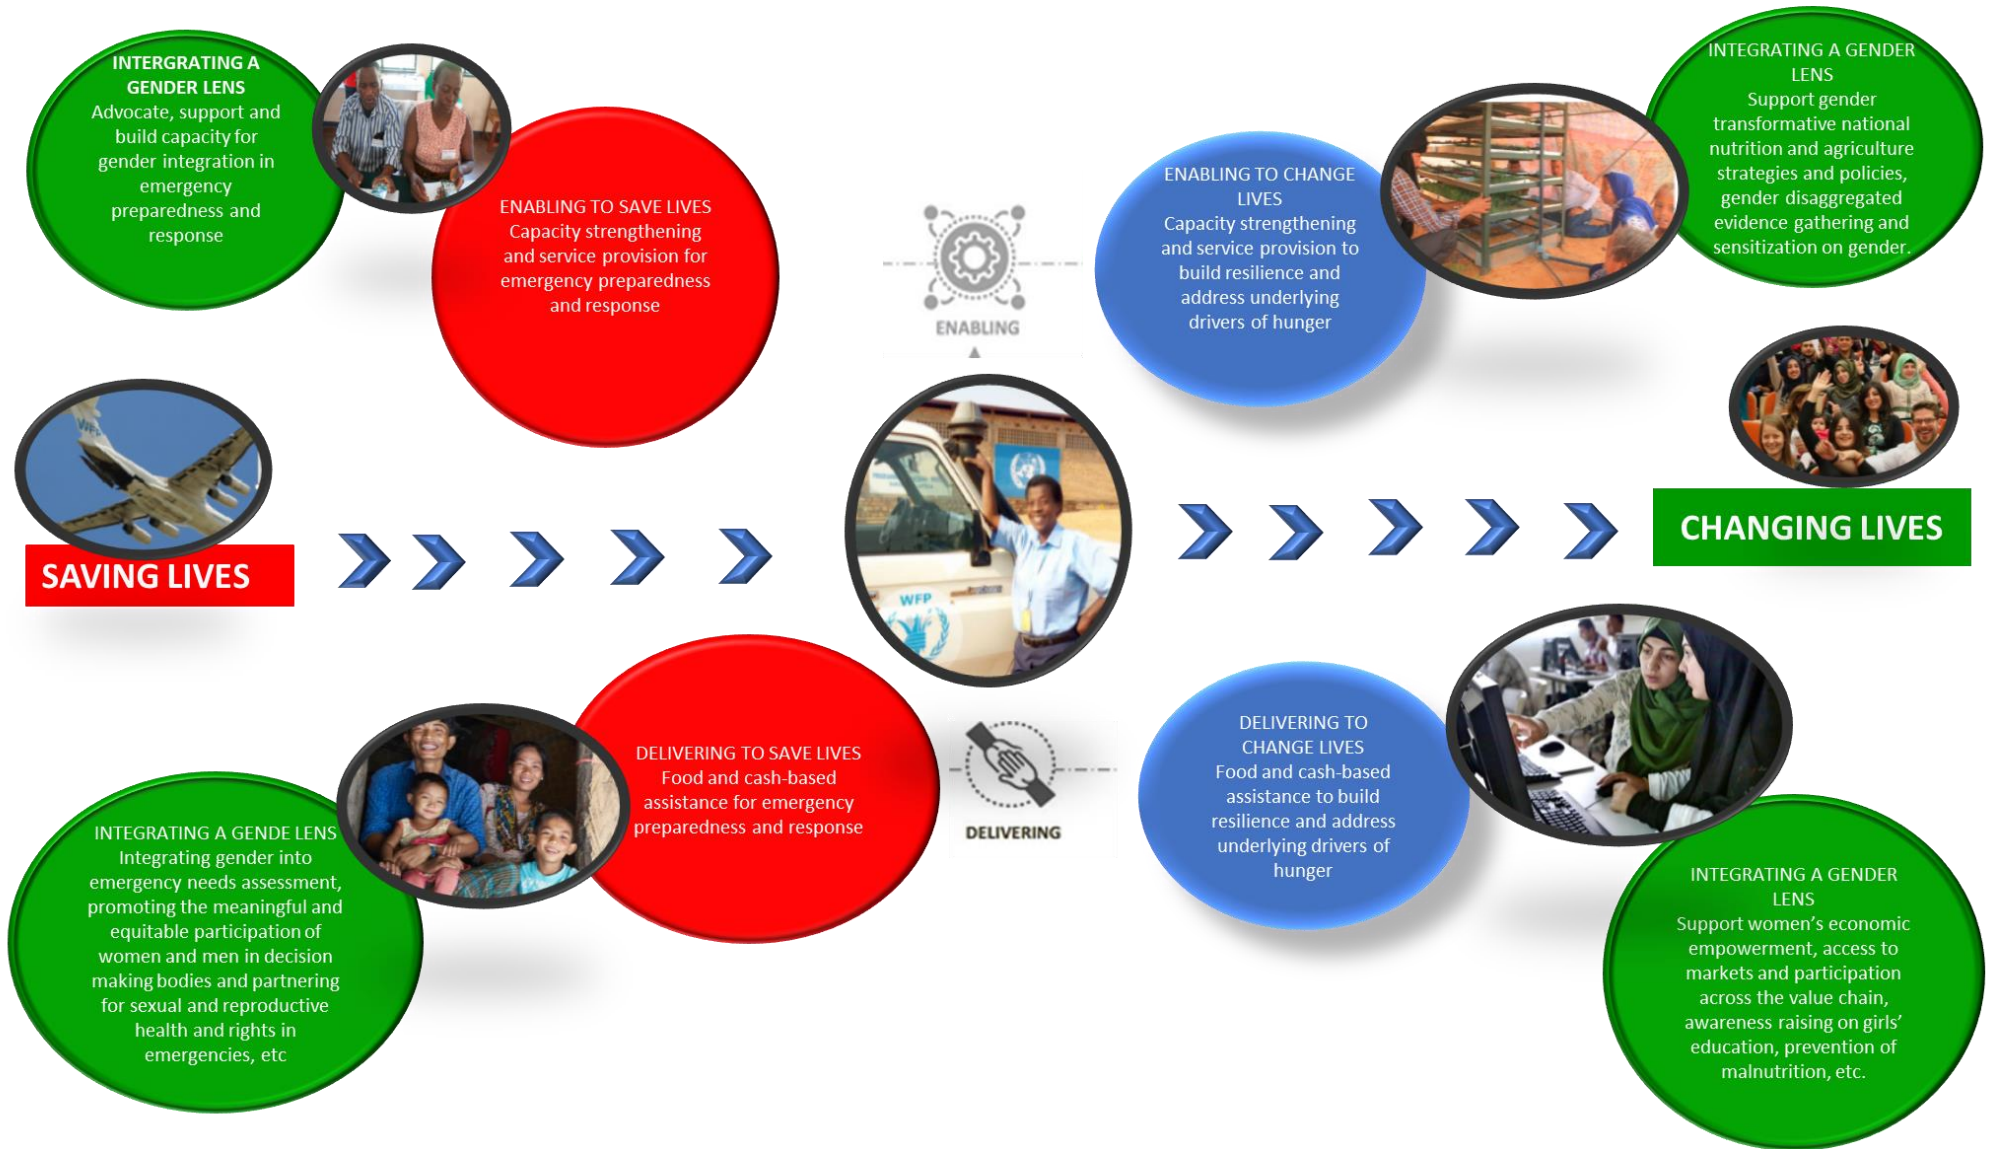 INTERGRATING A
GENDER LENS
Advocate, support and
build capacity for
gender integration in
emergency
preparedness and
response
ENABLING TO SAVE LIVES
Capacity strengthening
and service provision for
emergency preparedness
and response
ENABLING
ENABLING TO CHANGE
LIVES
Capacity strengthening
and service provision to
build resilience and
address underlying
drivers of hunger
INTEGRATING A GENDER
LENS
Support gender
transformative national
nutrition and agriculture
strategies and policies,
gender disaggregated
evidence gathering and
sensitization on gender.
WFP
SAVING LIVES
WFP
CHANGING LIVES
INTEGRATING A GENDE LENS
Integrating gender into
emergency needs assessment,
promoting the meaningful and
equitable participation of
women and men in decision
making bodies and partnering
for sexual and reproductive
health and rights in
emergencies, etc
DELIVERING TO SAVE LIVES
Food and cash-based
assistance for emergency
preparedness and response
DELIVERING
DELIVERING TO
CHANGE LIVES
Food and cash-based
assistance to build
resilience and address
underlying drivers of
hunger
INTEGRATING A GENDER
LENS
Support women’s economic
empowerment, access to
markets and participation
across the value chain,
awareness raising on girls’
education, prevention of
malnutrition, etc.